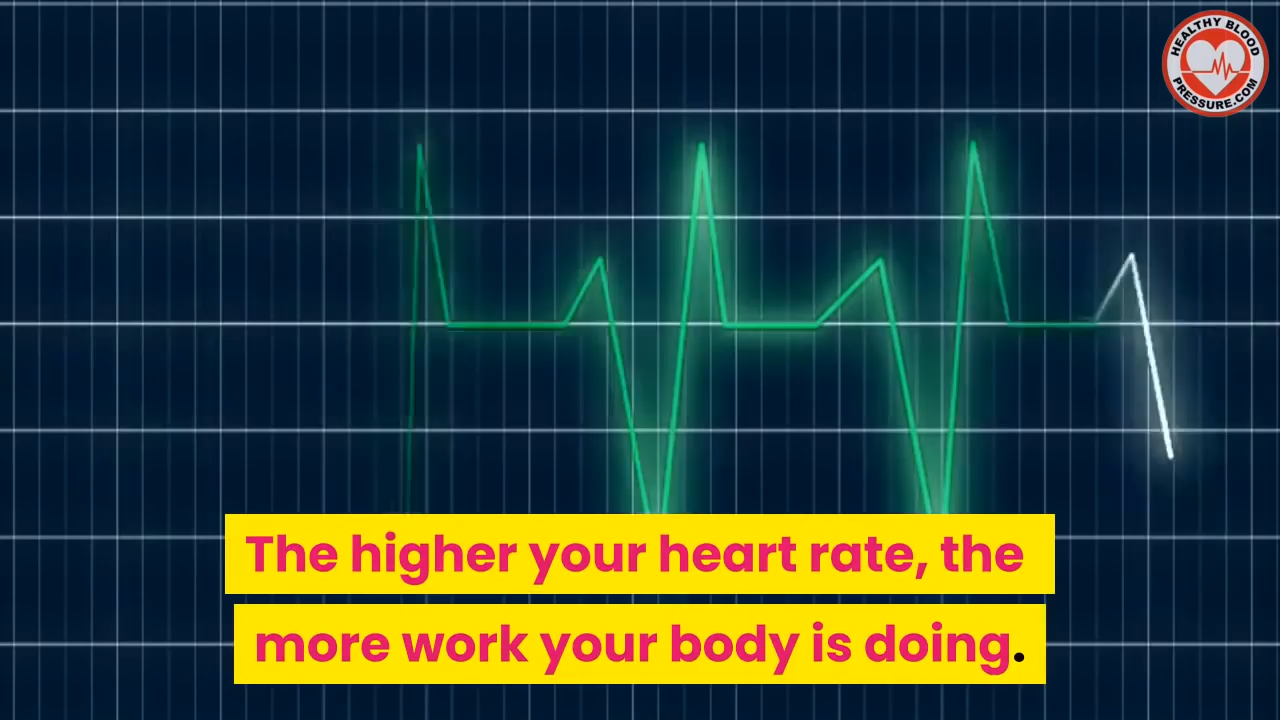 HEALTHY BLOOD
PRESSURE.COM
The higher your heart rate, the
more work your body is doing.